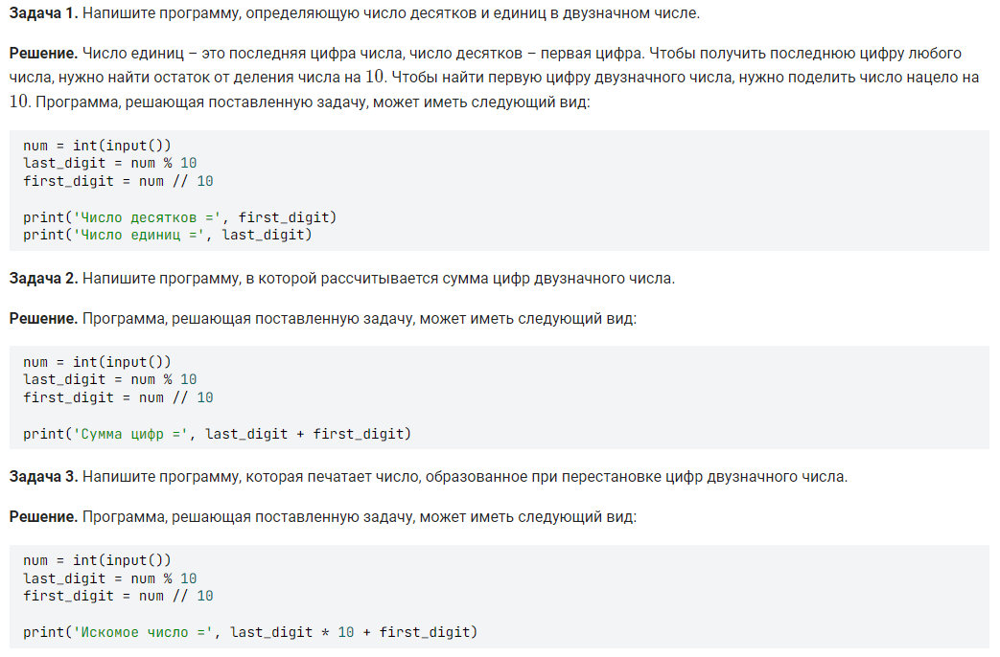 Задача 1. Напишите программу, определяющую число десятков и единиц в двузначном числе.
Решение. Число единиц – это последняя цифра числа, число десятков – первая цифра. Чтобы получить последнюю цифру любого
числа, нужно найти остаток от деления числа на 10. Чтобы найти первую цифру двузначного числа, нужно поделить число нацело на
10. Программа, решающая поставленную задачу, может иметь следующий вид:
num = int(input())
last_digit = num % 10
first_digit = num // 10
print('Число десятков =', first_digit)
print('Число единиц =', last_digit)
Задача 2. Напишите программу, в которой рассчитывается сумма цифр двузначного числа.
Решение. Программа, решающая поставленную задачу, может иметь следующий вид:
num = int(input())
last_digit = num % 10
first_digit = num // 10
print('Сумма цифр =', last_digit + first_digit)
Задача 3. Напишите программу, которая печатает число, образованное при перестановке цифр двузначного числа.
Решение. Программа, решающая поставленную задачу, может иметь следующий вид:
num = int(input())
last_digit = num % 10
first_digit = num // 10
print('Искомое число =', last_digit * 10 + first_digit)